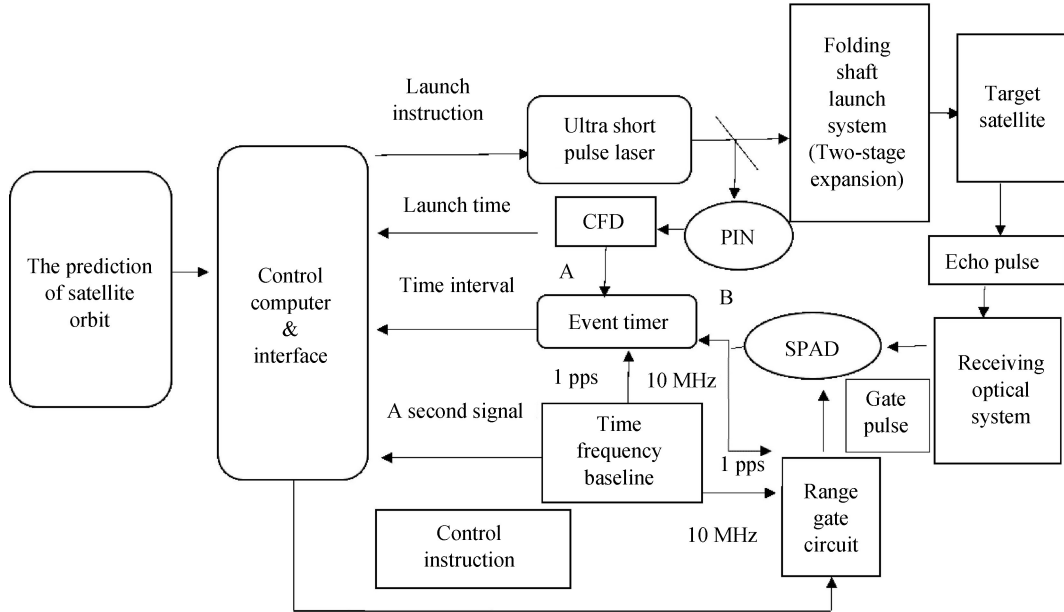 The prediction
of satellite
orbit
Control
computer
&
interface
Launch
instruction
Ultra short
pulse laser
Folding
shaft
launch
system
(Two-stage
expansion)
Target
satellite
Launch time
CFD
PIN
Echo pulse
A
Time interval
Event timer
B
SPAD
Receiving
optical
system
1 pps
10 MHz
Gate
pulse
A second signal
Time
frequency
baseline
1 pps
10 MHz
Range
gate
circuit
Control
instruction